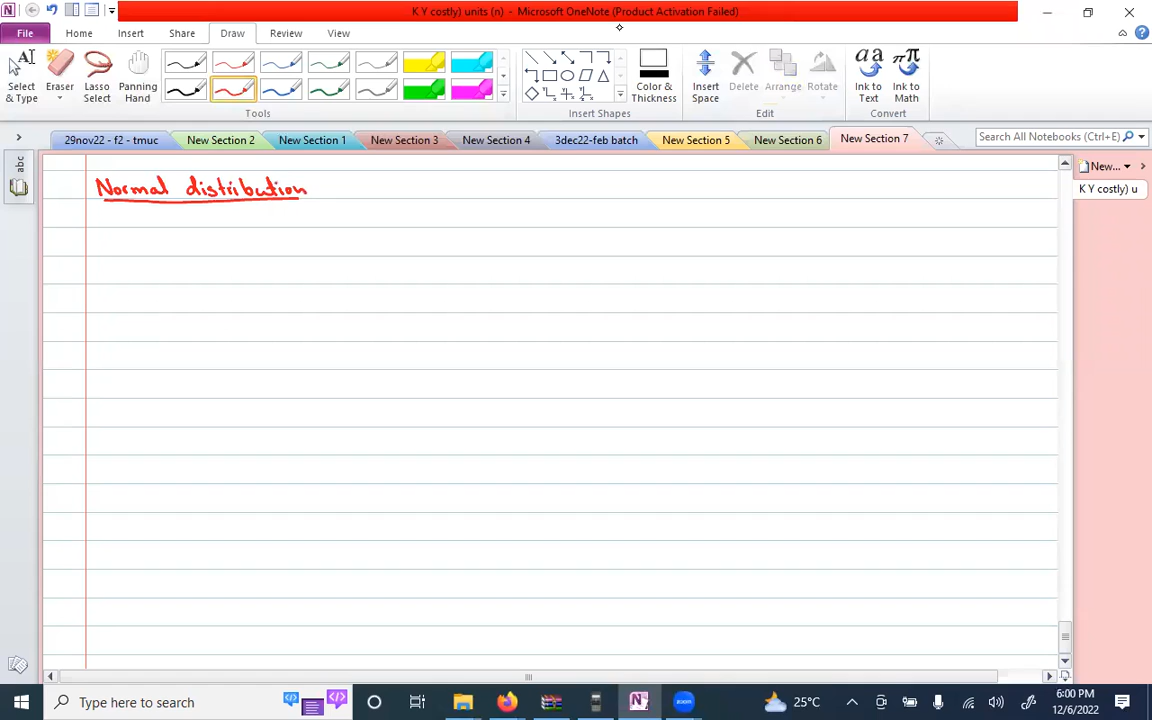 K Y costly) units (n) - Microsoft OneNote (Product Activation Failed)
File Home Insert Share Draw Review View
Select & Type Eraser Lasso Select Panning Hand Color & Thickness Insert Space Delete Arrange Rotate Ink to Text Ink to Math
Tools Insert Shapes Edit Convert
29nov22 - f2 - tmuc New Section 2 New Section 1 New Section 3 New Section 4 3dec22-feb batch New Section 5 New Section 6 New Section 7 Search All Notebooks (Ctrl+E)
New...
K Y costly) u
abc
Normal distribution
Type here to search 25°C 6:00 PM
12/6/2022